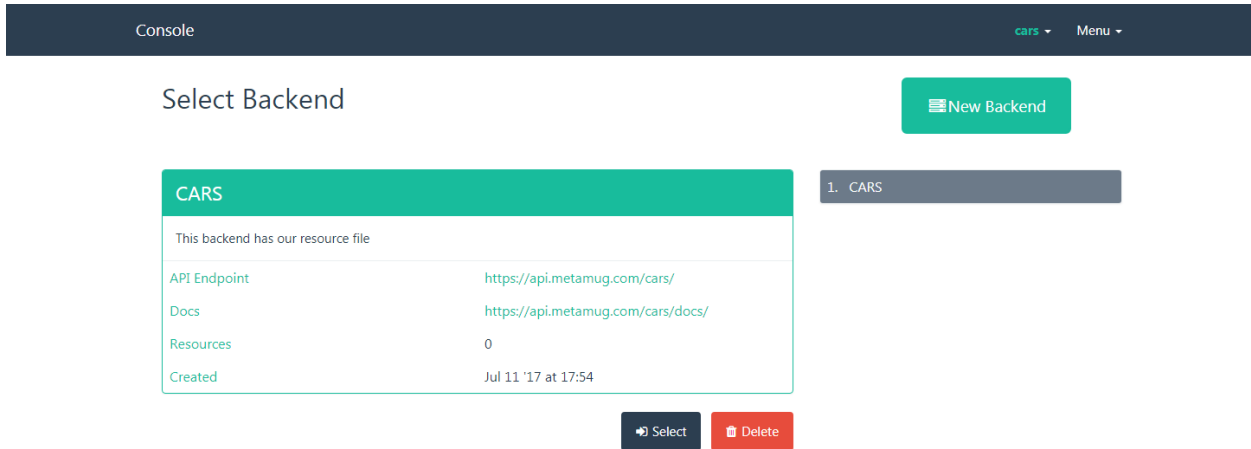 Console cars Menu
Select Backend
New Backend
CARS
This backend has our resource file
API Endpoint https://api.metamug.com/cars/
Docs https://api.metamug.com/cars/docs/
Resources 0
Created Jul 11 '17 at 17:54
Select Delete
1. CARS